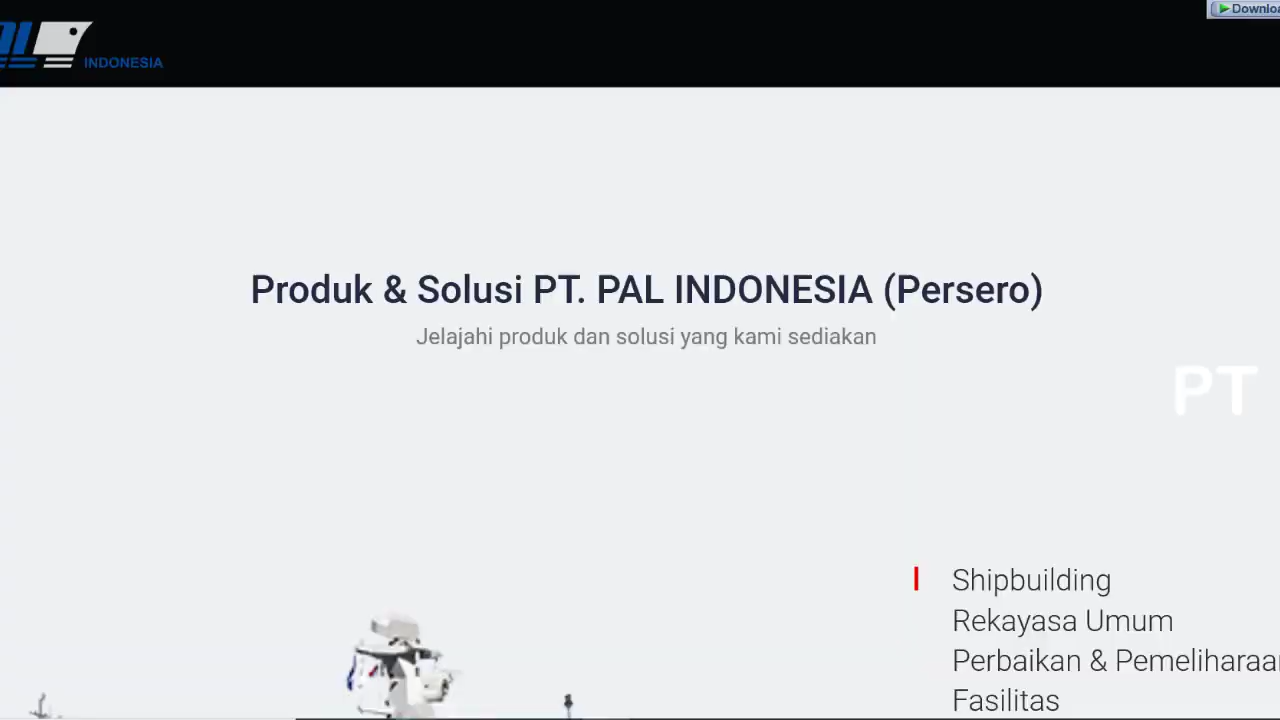 INDONESIA
Produk & Solusi PT. PAL INDONESIA (Persero)
Jelajahi produk dan solusi yang kami sediakan
PT
Shipbuilding
Rekayasa Umum
Perbaikan & Pemeliharaa
Fasilitas